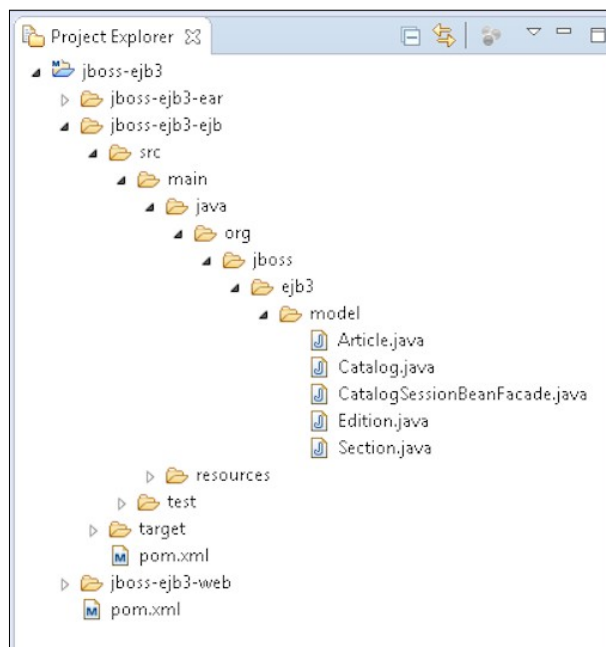 Project Explorer
jboss-ejb3
jboss-ejb3-ear
jboss-ejb3-ejb
src
main
java
org
jboss
ejb3
model
Article.java
Catalog.java
CatalogSessionBeanFacade.java
Edition.java
Section.java
resources
test
target
pom.xml
jboss-ejb3-web
pom.xml